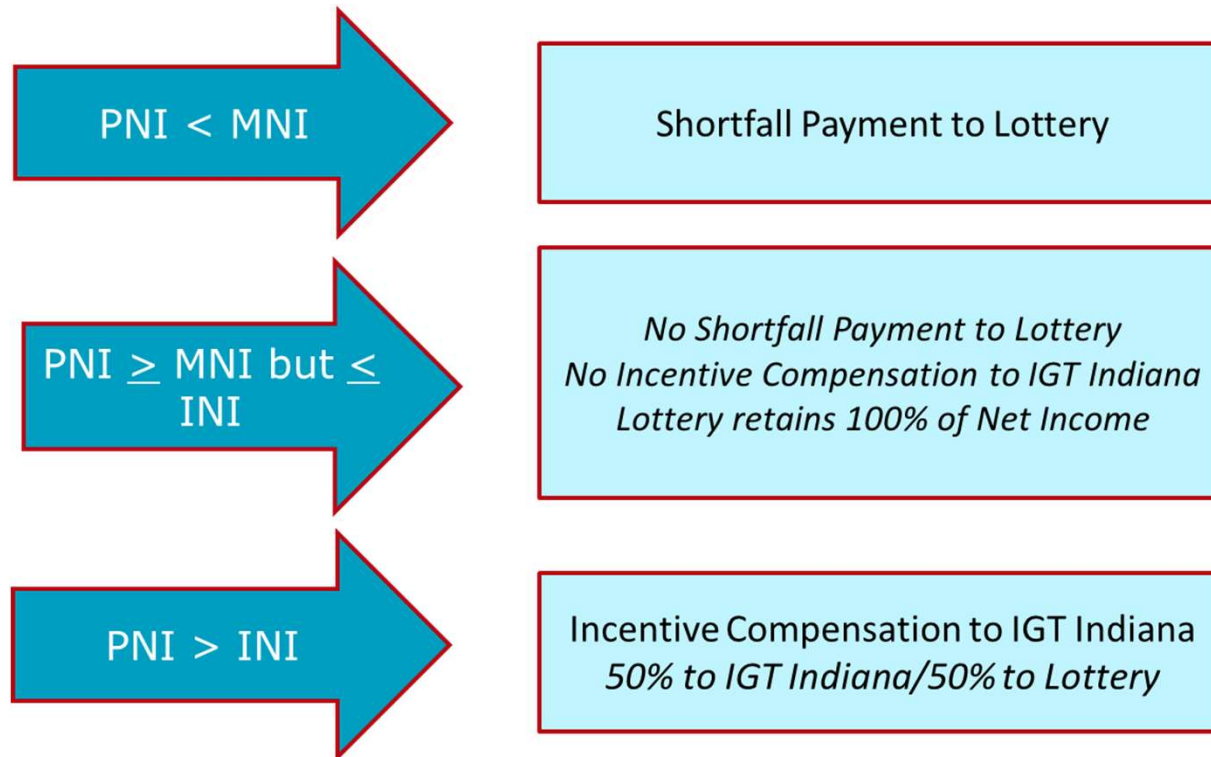 PNI < MNI
Shortfall Payment to Lottery
PNI ≥ MNI but ≤
INI
No Shortfall Payment to Lottery
No Incentive Compensation to IGT Indiana
Lottery retains 100% of Net Income
PNI > INI
Incentive Compensation to IGT Indiana
50% to IGT Indiana/50% to Lottery